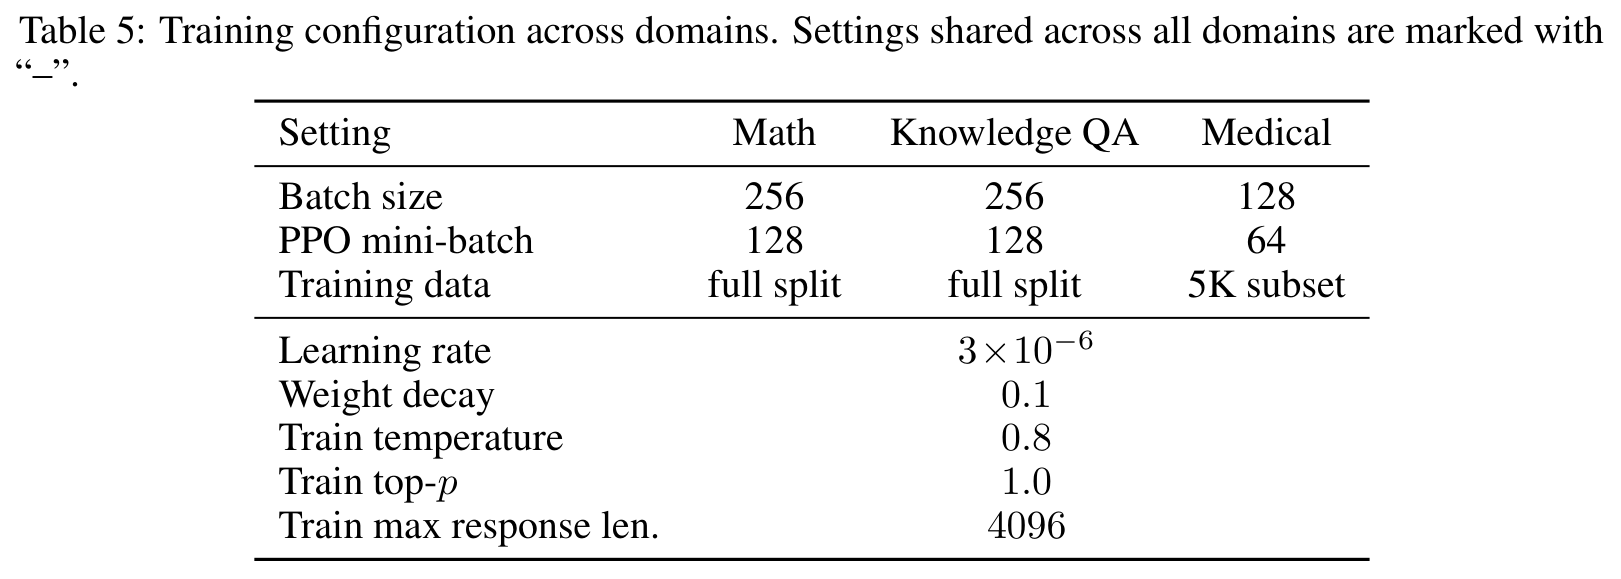 Table 5: Training configuration across domains. Settings shared across all domains are marked with
“–”.
Setting Math Knowledge QA Medical
Batch size 256 256 128
PPO mini-batch 128 128 64
Training data full split full split 5K subset
Learning rate 3×10⁻⁶
Weight decay 0.1
Train temperature 0.8
Train top-p 1.0
Train max response len. 4096